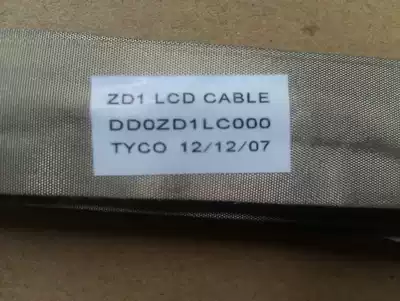 ZD1 LCD CABLE
DD0ZD1LC000
TYCO 12/12/07